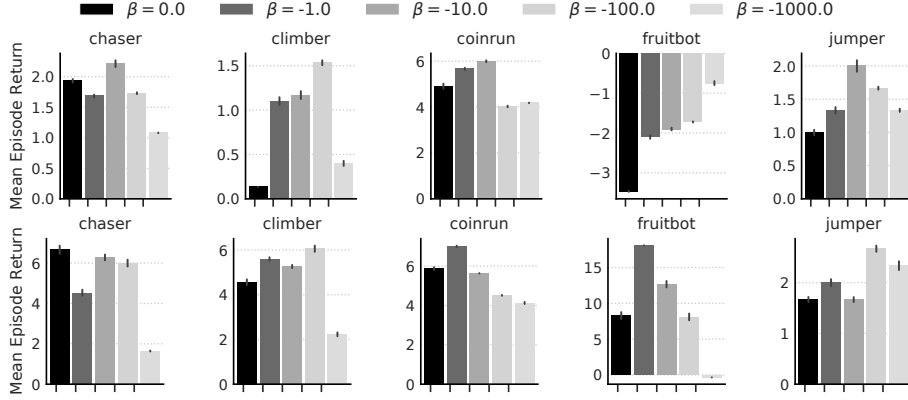 β = 0.0 β = -1.0 β = -10.0 β = -100.0 β = -1000.0
chaser climber coinrun fruitbot jumper
Mean Episode Return
2.0 1.5 1.0 0.5 0.0
1.5 1.0 0.5 0.0
6 4 2 0
0 −1 −2 −3
2.0 1.5 1.0 0.5 0.0
chaser climber coinrun fruitbot jumper
Mean Episode Return
6 4 2 0
6 4 2 0
6 4 2 0
15 10 5 0
2 1 0